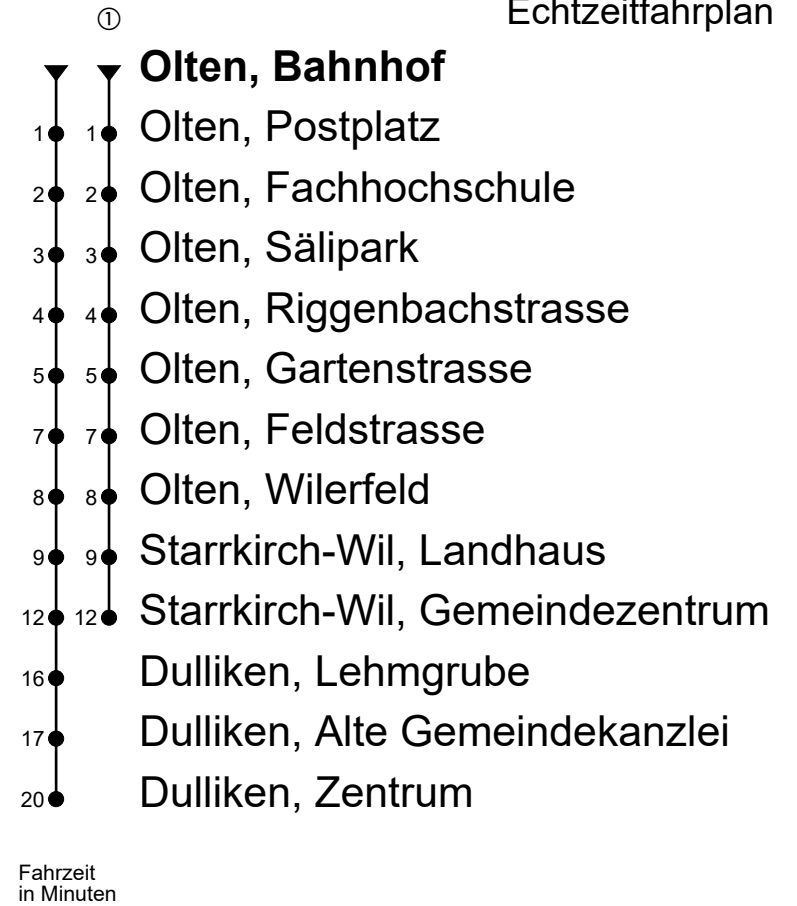 Echtzeitfahrplan
①
Olten, Bahnhof
1 1 Olten, Postplatz
2 2 Olten, Fachhochschule
3 3 Olten, Sälipark
4 4 Olten, Riggenbachstrasse
5 5 Olten, Gartenstrasse
7 7 Olten, Feldstrasse
8 8 Olten, Wilerfeld
9 9 Starrkirch-Wil, Landhaus
12 12 Starrkirch-Wil, Gemeindezentrum
16 Dulliken, Lehmgrube
17 Dulliken, Alte Gemeindekanzlei
20 Dulliken, Zentrum
Fahrzeit
in Minuten